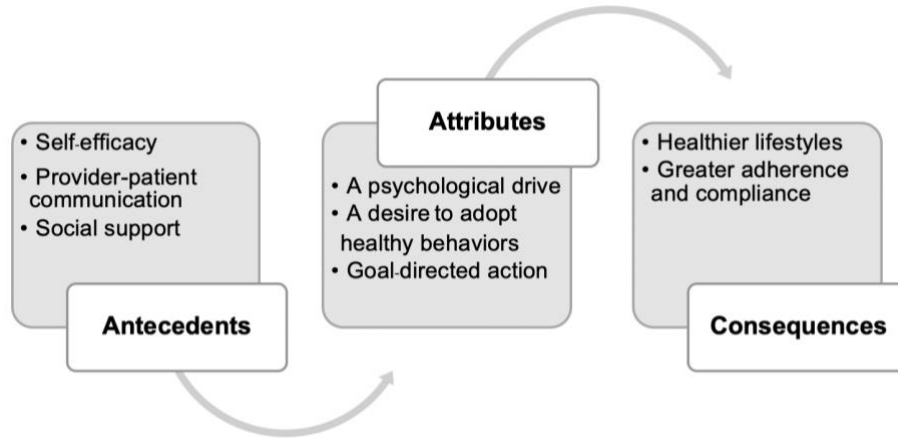 • Self-efficacy
• Provider-patient
communication
• Social support
Antecedents
Attributes
• A psychological drive
• A desire to adopt
healthy behaviors
• Goal-directed action
• Healthier lifestyles
• Greater adherence
and compliance
Consequences